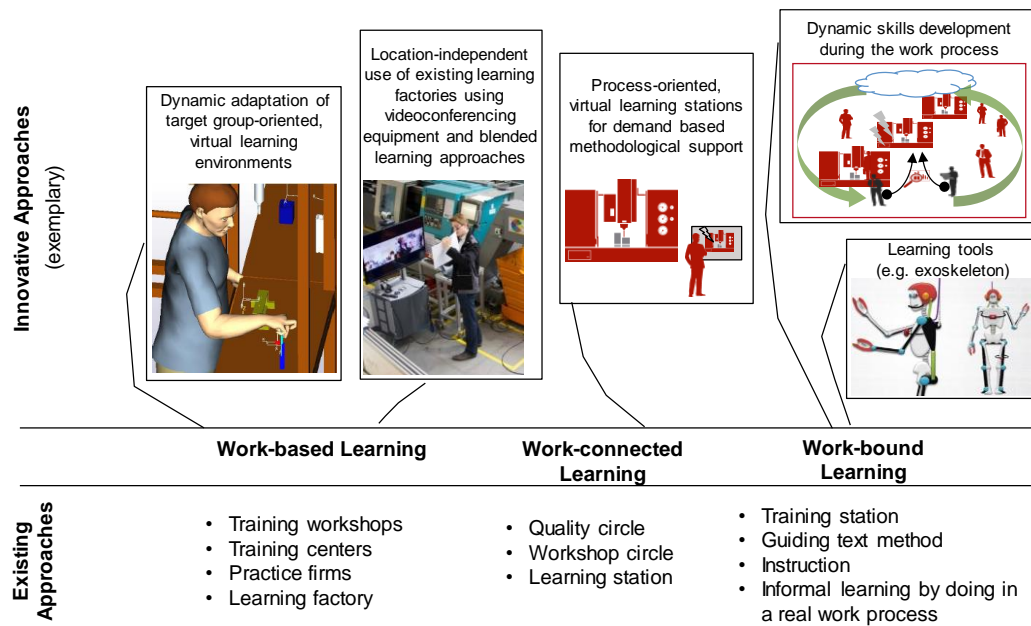 Innovative Approaches
(exemplary)
Dynamic adaptation of
target group-oriented,
virtual learning
environments
Location-independent
use of existing learning
factories using
videoconferencing
equipment and blended
learning approaches
Process-oriented,
virtual learning stations
for demand based
methodological support
Dynamic skills development
during the work process
Learning tools
(e.g. exoskeleton)
Work-based Learning
Work-connected
Learning
Work-bound
Learning
Existing
Approaches
• Training workshops
• Training centers
• Practice firms
• Learning factory
• Quality circle
• Workshop circle
• Learning station
• Training station
• Guiding text method
• Instruction
• Informal learning by doing in
a real work process